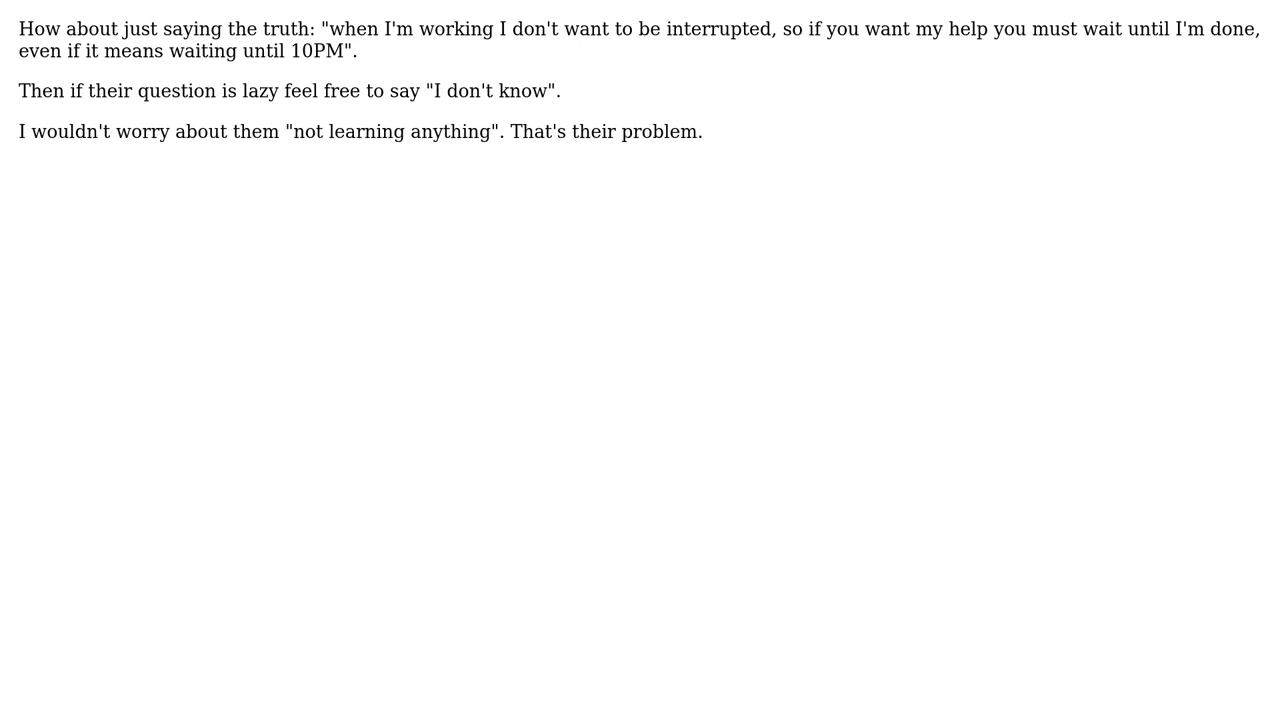 How about just saying the truth: "when I'm working I don't want to be interrupted, so if you want my help you must wait until I'm done,
even if it means waiting until 10PM".
Then if their question is lazy feel free to say "I don't know".
I wouldn't worry about them "not learning anything". That's their problem.